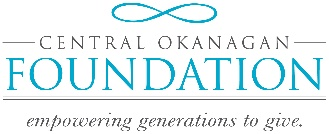 CENTRAL OKANAGAN
FOUNDATION
empowering generations to give.